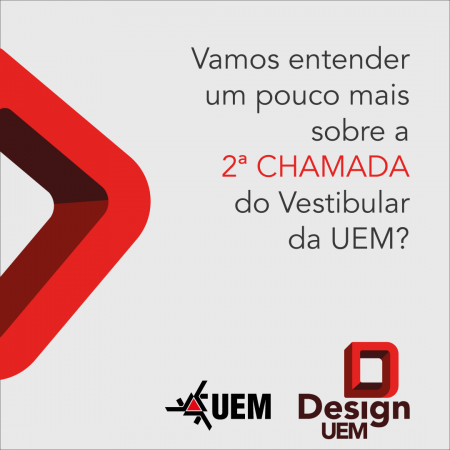 Vamos entender
um pouco mais
sobre a
2ª CHAMADA
do Vestibular
da UEM?
UEM
Design
UEM